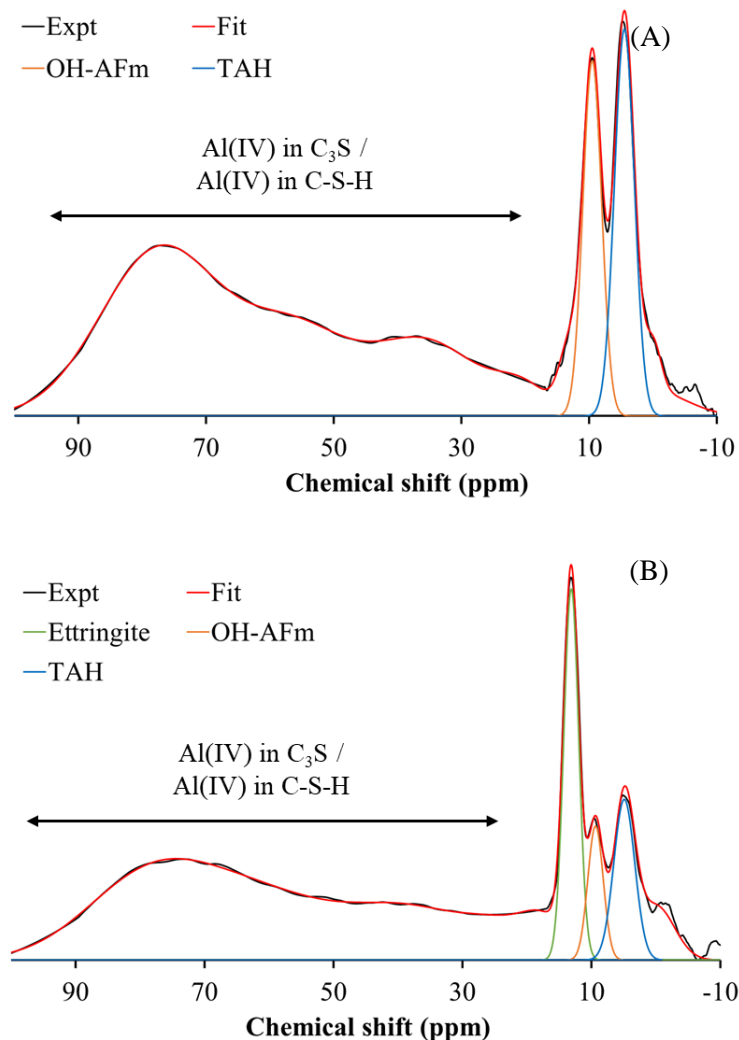 Expt Fit (A)
OH-AFm TAH
Al(IV) in C₃S /
Al(IV) in C-S-H
90 70 50 30 10 -10
Chemical shift (ppm)
Expt Fit (B)
Ettringite OH-AFm
TAH
Al(IV) in C₃S /
Al(IV) in C-S-H
90 70 50 30 10 -10
Chemical shift (ppm)